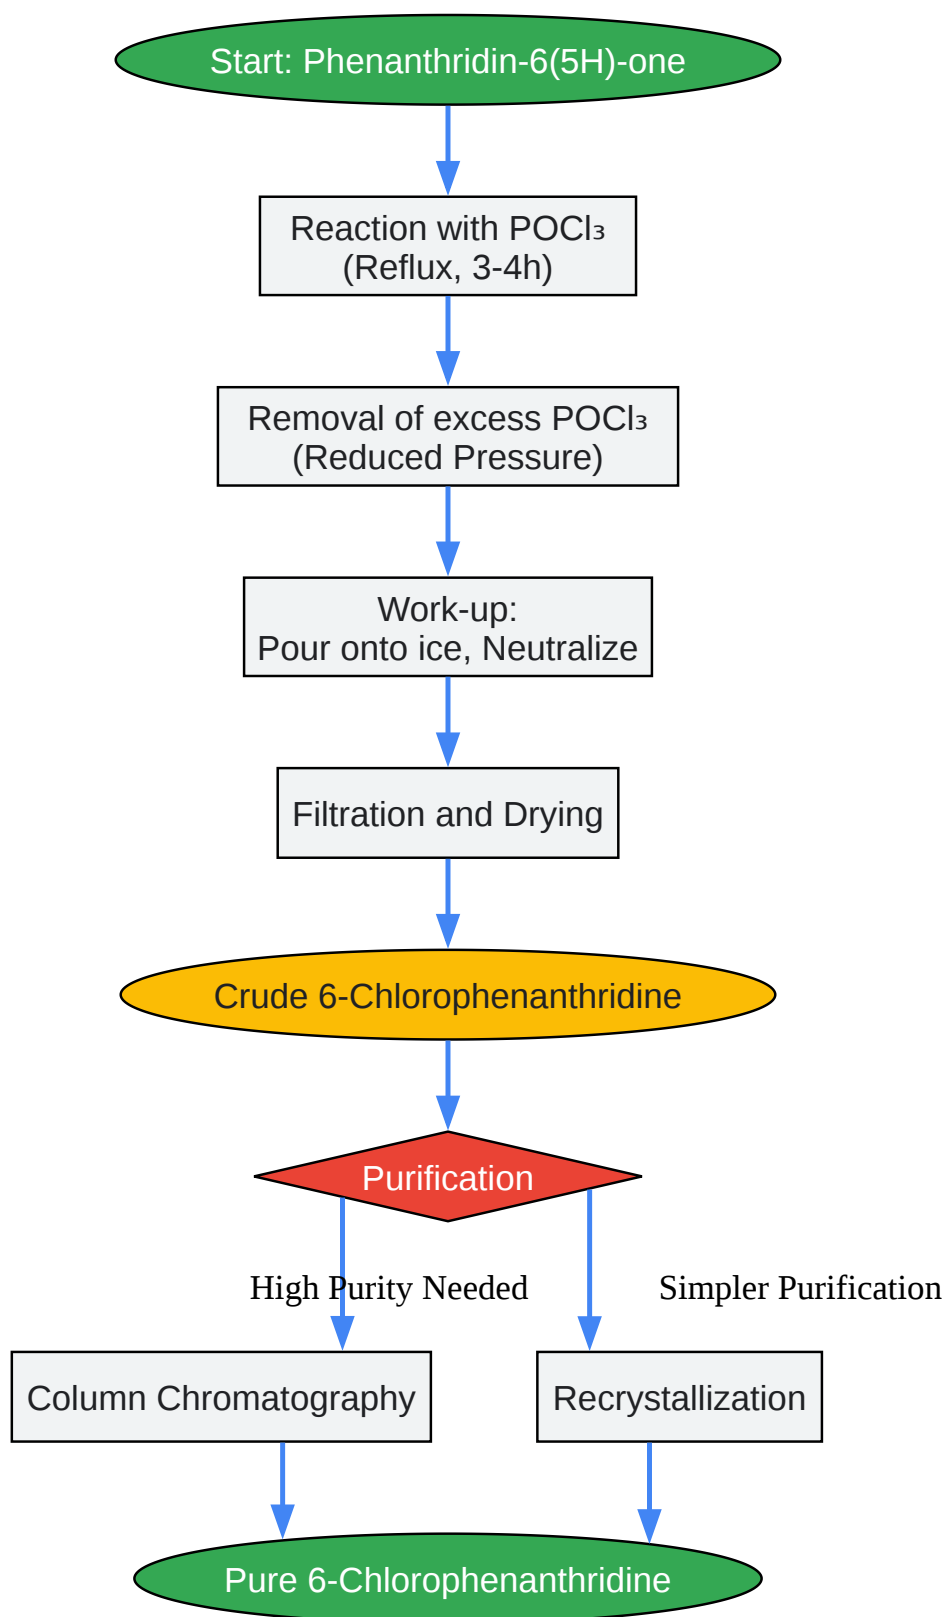 Start: Phenanthridin-6(5H)-one
Reaction with POCl₃
(Reflux, 3-4h)
Removal of excess POCl₃
(Reduced Pressure)
Work-up:
Pour onto ice, Neutralize
Filtration and Drying
Crude 6-Chlorophenanthridine
Purification
High Purity Needed
Simpler Purification
Column Chromatography
Recrystallization
Pure 6-Chlorophenanthridine